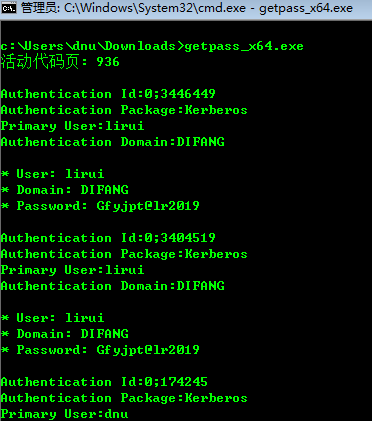 管理员: C:\Windows\System32\cmd.exe - getpass_x64.exe
c:\Users\dnu\Downloads>getpass_x64.exe
活动代码页: 936
Authentication Id:0;3446449
Authentication Package:Kerberos
Primary User:lirui
Authentication Domain:DIFANG
* User: lirui
* Domain: DIFANG
* Password: Gfyjpt@lr2019
Authentication Id:0;3404519
Authentication Package:Kerberos
Primary User:lirui
Authentication Domain:DIFANG
* User: lirui
* Domain: DIFANG
* Password: Gfyjpt@lr2019
Authentication Id:0;174245
Authentication Package:Kerberos
Primary User:dnu